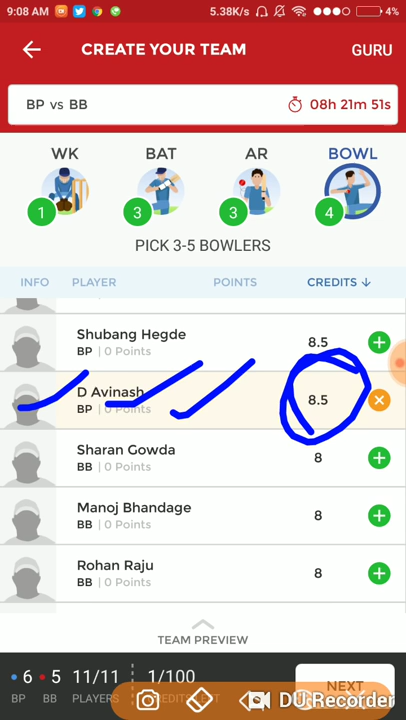 9:08 AM 5.38K/s 4%
CREATE YOUR TEAM GURU
BP vs BB 08h 21m 51s
WK BAT AR BOWL
1 3 3 4
PICK 3-5 BOWLERS
INFO PLAYER POINTS CREDITS ↓
Shubang Hegde 8.5
BP | 0 Points
D Avinash 8.5
BP | 0 Points
Sharan Gowda 8
BB | 0 Points
Manoj Bhandage 8
BB | 0 Points
Rohan Raju 8
BB | 0 Points
TEAM PREVIEW
6 5 11/11 1/100 NEXT
BP BB PLAYERS
DU Recorder